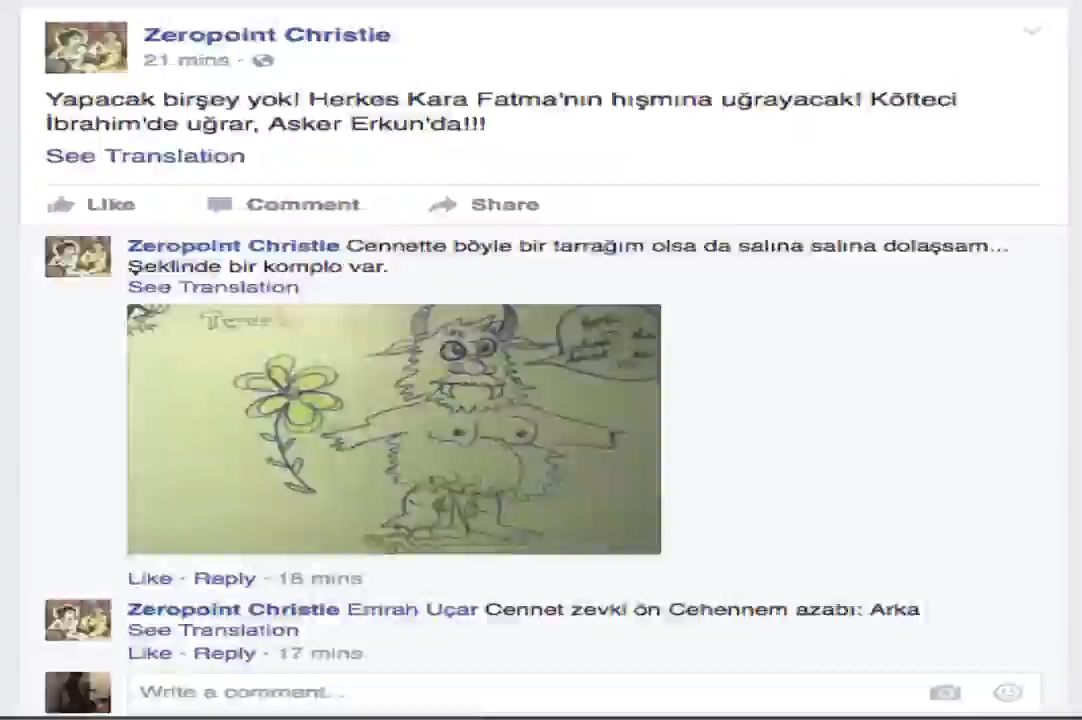 Zeropoint Christie
21 mins ·
Yapacak birşey yok! Herkes Kara Fatma'nın hışmına uğrayacak! Köfteci
İbrahim'de uğrar, Asker Erkun'da!!!
See Translation
Like Comment Share
Zeropoint Christie Cennette böyle bir tarrağım olsa da salına salına dolaşsam...
Şeklinde bir komplo var.
See Translation
Like · Reply · 18 mins
Zeropoint Christie Emrah Uçar Cennet zevki ön Cehennem azabı: Arka
See Translation
Like · Reply · 17 mins
Write a comment...